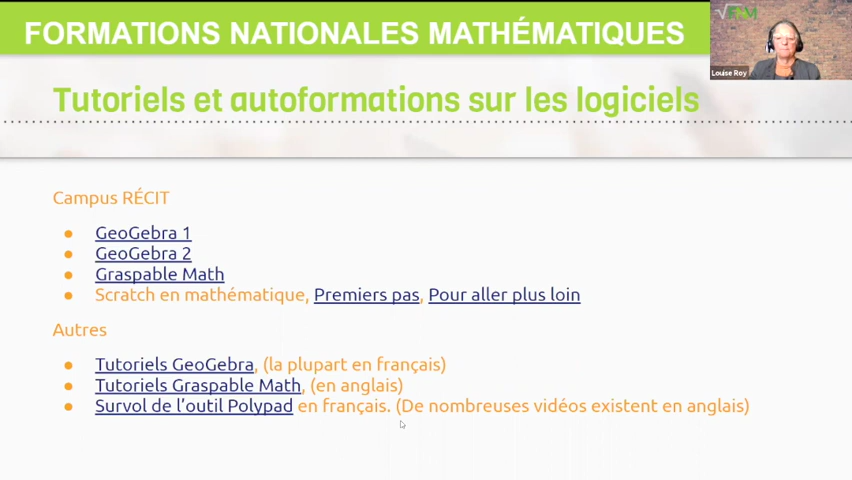 FORMATIONS NATIONALES MATHÉMATIQUES
Louise Roy
Tutoriels et autoformations sur les logiciels
Campus RÉCIT
GeoGebra 1
GeoGebra 2
Graspable Math
Scratch en mathématique, Premiers pas, Pour aller plus loin
Autres
Tutoriels GeoGebra, (la plupart en français)
Tutoriels Graspable Math, (en anglais)
Survol de l'outil Polypad en français. (De nombreuses vidéos existent en anglais)